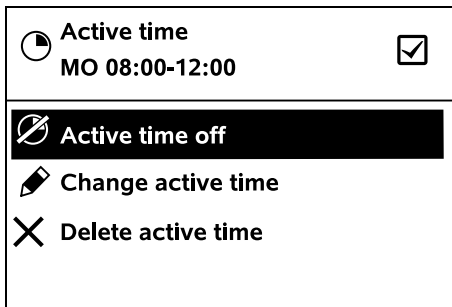 Active time
MO 08:00-12:00
Active time off
Change active time
Delete active time